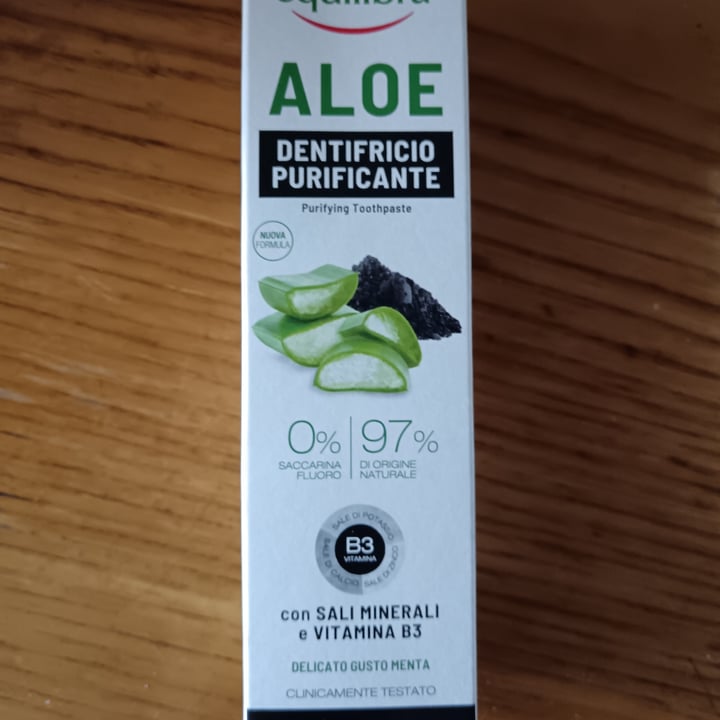 equilibra
ALOE
DENTIFRICIO
PURIFICANTE
Purifying Toothpaste
NUOVA
FORMULA
0% 97%
SACCARINA DI ORIGINE
FLUORO NATURALE
SALE DI POTASSIO
SALE DI CALCIO
SALE DI ZINCO
B3
VITAMINA
con SALI MINERALI
e VITAMINA B3
DELICATO GUSTO MENTA
CLINICAMENTE TESTATO